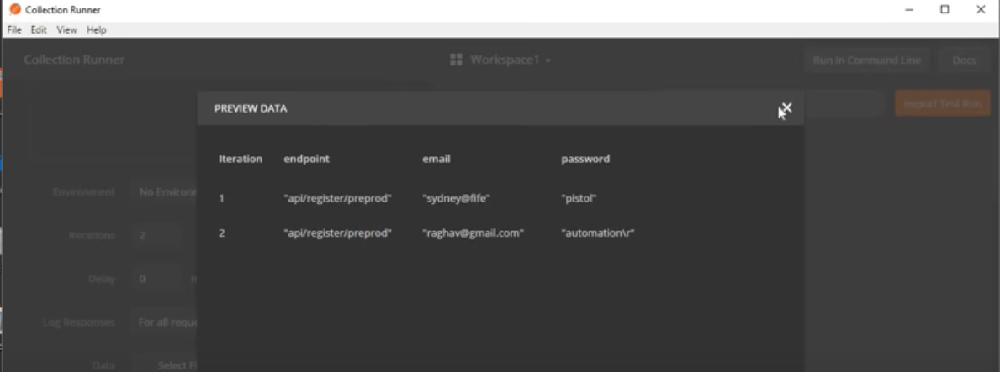 Collection Runner
File Edit View Help
Collection Runner Workspace1 Run In Command Line Docs
PREVIEW DATA Import Test Run
Iteration endpoint email password
Environment No Environ
1 "api/register/preprod" "sydney@fife" "pistol"
Iterations 2
2 "api/register/preprod" "raghav@gmail.com" "automation\r"
Delay 0
Log Responses For all reque
Data Select Fi